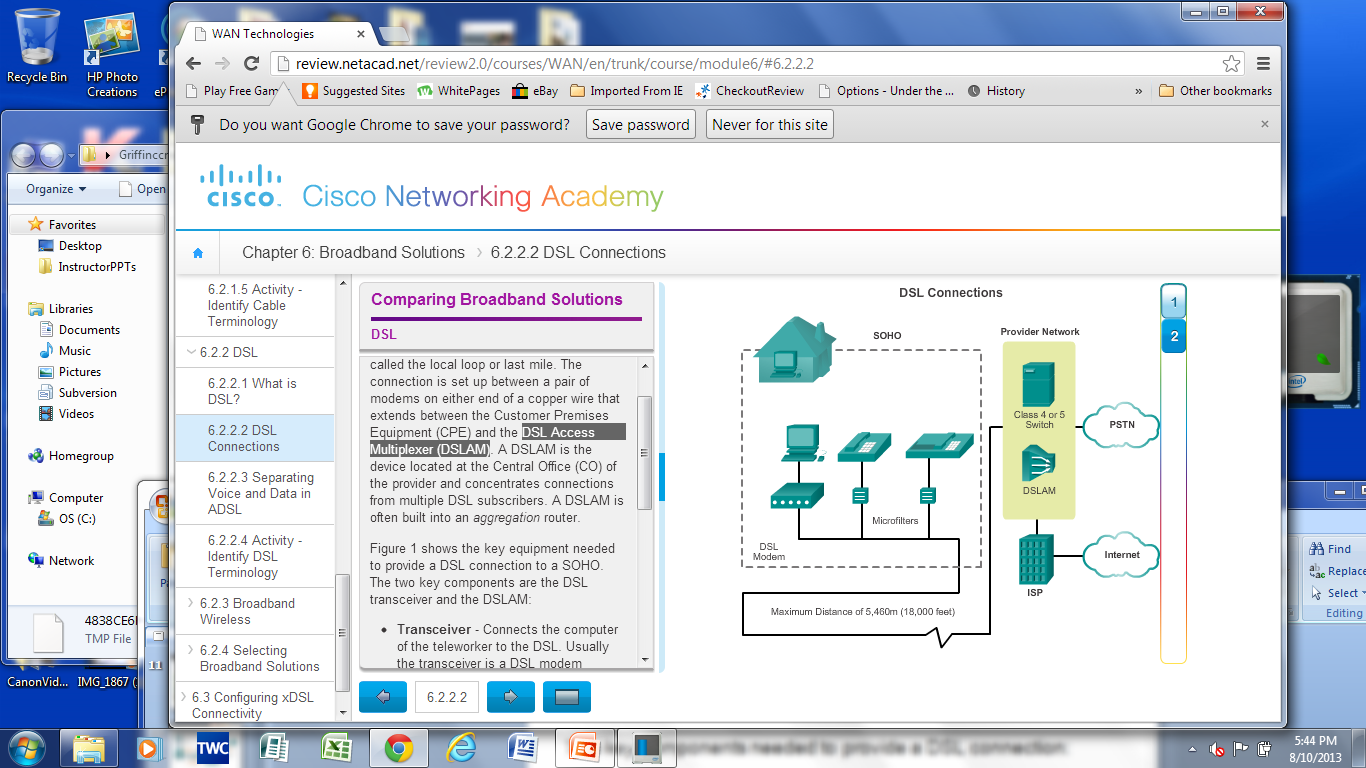 Recycle Bin
HP Photo
Creations
eP
WAN Technologies
review.netacad.net/review2.0/courses/WAN/en/trunk/course/module6/#6.2.2.2
Play Free Gam
Suggested Sites
WhitePages
eBay
Imported From IE
CheckoutReview
Options - Under the ...
History
»
Other bookmarks
Do you want Google Chrome to save your password?
Save password
Never for this site
Griffinccr
Organize
Open
Favorites
Desktop
InstructorPPTs
Libraries
Documents
Music
Pictures
Subversion
Videos
Homegroup
Computer
OS (C:)
Network
4838CE6F
TMP File
CanonVid...
IMG_1867 (
11
CISCO.
Cisco Networking Academy
Chapter 6: Broadband Solutions
6.2.2.2 DSL Connections
6.2.1.5 Activity -
Identify Cable
Terminology
6.2.2 DSL
6.2.2.1 What is
DSL?
6.2.2.2 DSL
Connections
6.2.2.3 Separating
Voice and Data in
ADSL
6.2.2.4 Activity -
Identify DSL
Terminology
6.2.3 Broadband
Wireless
6.2.4 Selecting
Broadband Solutions
6.3 Configuring xDSL
Connectivity
Comparing Broadband Solutions
DSL
called the local loop or last mile. The
connection is set up between a pair of
modems on either end of a copper wire that
extends between the Customer Premises
Equipment (CPE) and the DSL Access
Multiplexer (DSLAM). A DSLAM is the
device located at the Central Office (CO) of
the provider and concentrates connections
from multiple DSL subscribers. A DSLAM is
often built into an aggregation router.
Figure 1 shows the key equipment needed
to provide a DSL connection to a SOHO.
The two key components are the DSL
transceiver and the DSLAM:
• Transceiver - Connects the computer
of the teleworker to the DSL. Usually
the transceiver is a DSL modem
6.2.2.2
DSL Connections
SOHO
Provider Network
Class 4 or 5
Switch
DSLAM
PSTN
Microfilters
DSL
Modem
Internet
ISP
Maximum Distance of 5,460m (18,000 feet)
1
2
intel
Find
Replace
Select
Editing
TWC
key components needed to provide a DSL connection:
5:44 PM
8/10/2013